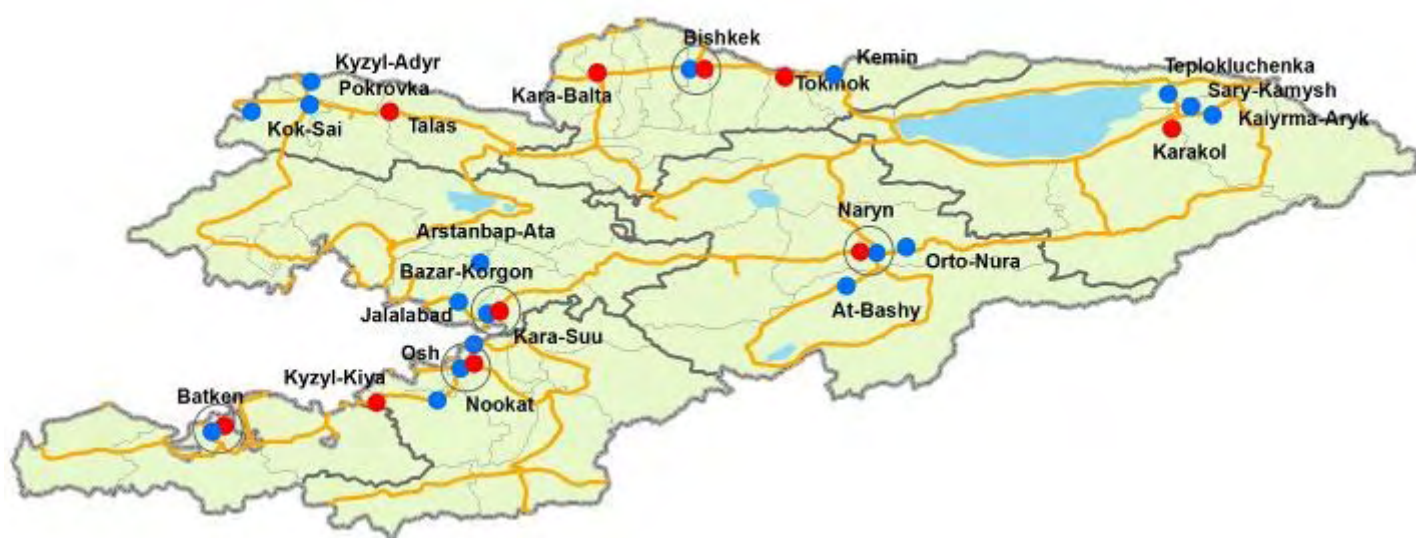 Bishkek
Kemin
Kyzyl-Adyr
Pokrovka
Kara-Balta
Tokmok
Teplokluchenka
Sary-Kamysh
Kaiyrma-Aryk
Kok-Sai
Talas
Karakol
Naryn
Arstanbap-Ata
Orto-Nura
Bazar-Korgon
At-Bashy
Jalalabad
Kara-Suu
Osh
Kyzyl-Kiya
Batken
Nookat